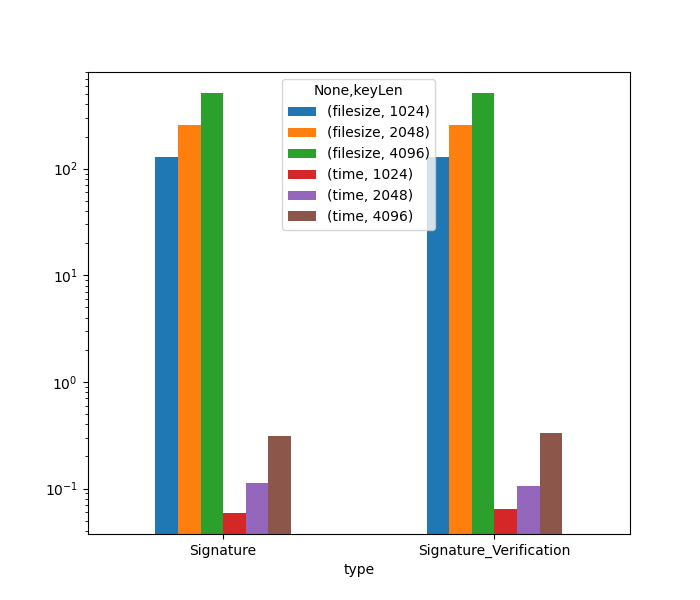 None,keyLen
(filesize, 1024)
(filesize, 2048)
(filesize, 4096)
(time, 1024)
(time, 2048)
(time, 4096)
10²
10¹
10⁰
10⁻¹
Signature
Signature_Verification
type